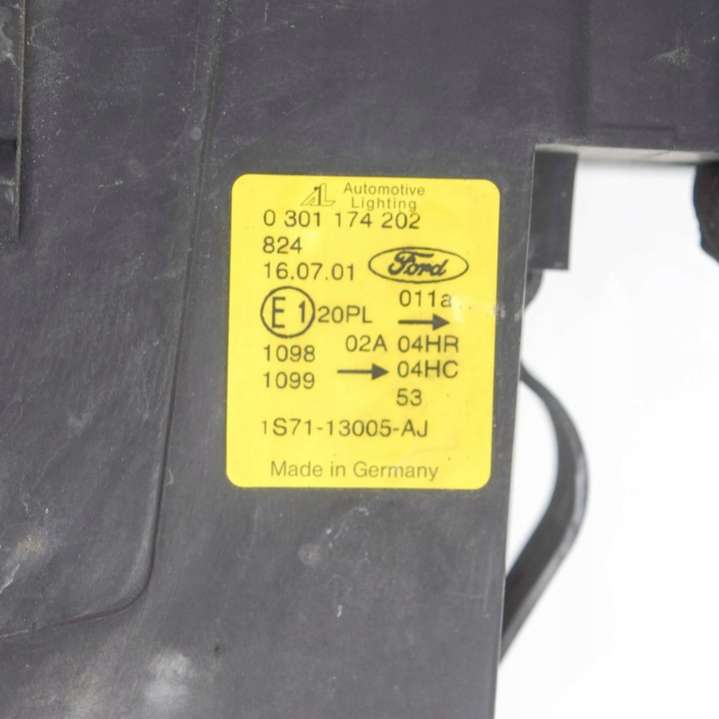 AL Automotive
Lighting
0 301 174 202
824
16.07.01 Ford
011a
E1 20PL →
1098 02A 04HR
1099 → 04HC
53
1S71-13005-AJ
Made in Germany